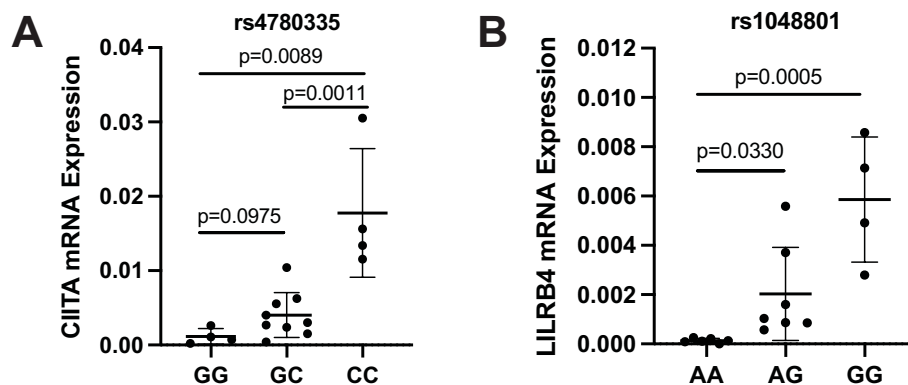 A
rs4780335
CIITA mRNA Expression
0.04
0.03
0.02
0.01
0.00
p=0.0089
p=0.0011
p=0.0975
GG GC CC
B
rs1048801
LILRB4 mRNA Expression
0.012
0.010
0.008
0.006
0.004
0.002
0.000
p=0.0005
p=0.0330
AA AG GG